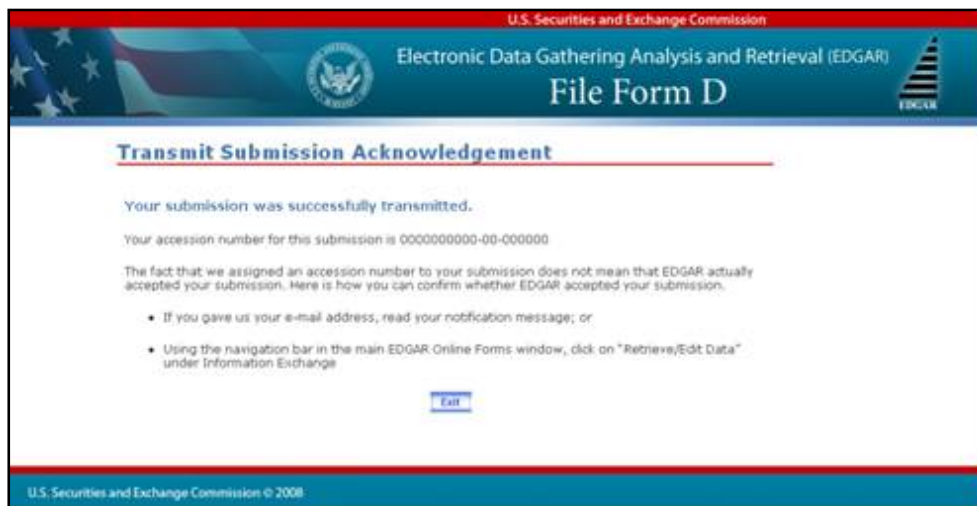 U.S. Securities and Exchange Commission
Electronic Data Gathering Analysis and Retrieval (EDGAR)
File Form D
EDGAR
Transmit Submission Acknowledgement
Your submission was successfully transmitted.
Your accession number for this submission is 0000000000-00-000000
The fact that we assigned an accession number to your submission does not mean that EDGAR actually
accepted your submission. Here is how you can confirm whether EDGAR accepted your submission.
• If you gave us your e-mail address, read your notification message; or
• Using the navigation bar in the main EDGAR Online Forms window, click on "Retrieve/Edit Data"
under Information Exchange
Exit
U.S. Securities and Exchange Commission © 2008